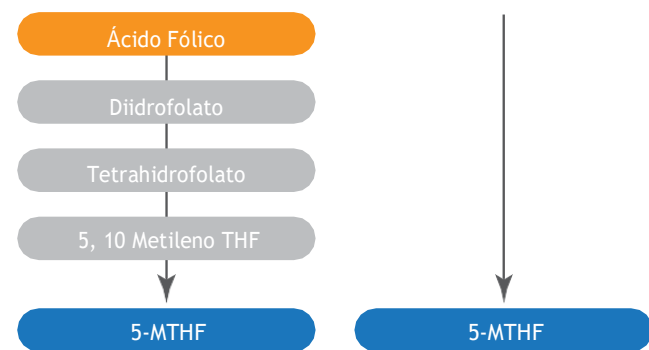 Ácido Fólico
Diidrofolato
Tetrahidrofolato
5, 10 Metileno THF
5-MTHF
5-MTHF